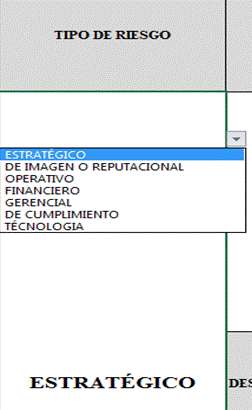 TIPO DE RIESGO
ESTRATÉGICO
DE IMAGEN O REPUTACIONAL
OPERATIVO
FINANCIERO
GERENCIAL
DE CUMPLIMIENTO
TÉCNOLOGIA
ESTRATÉGICO
DES